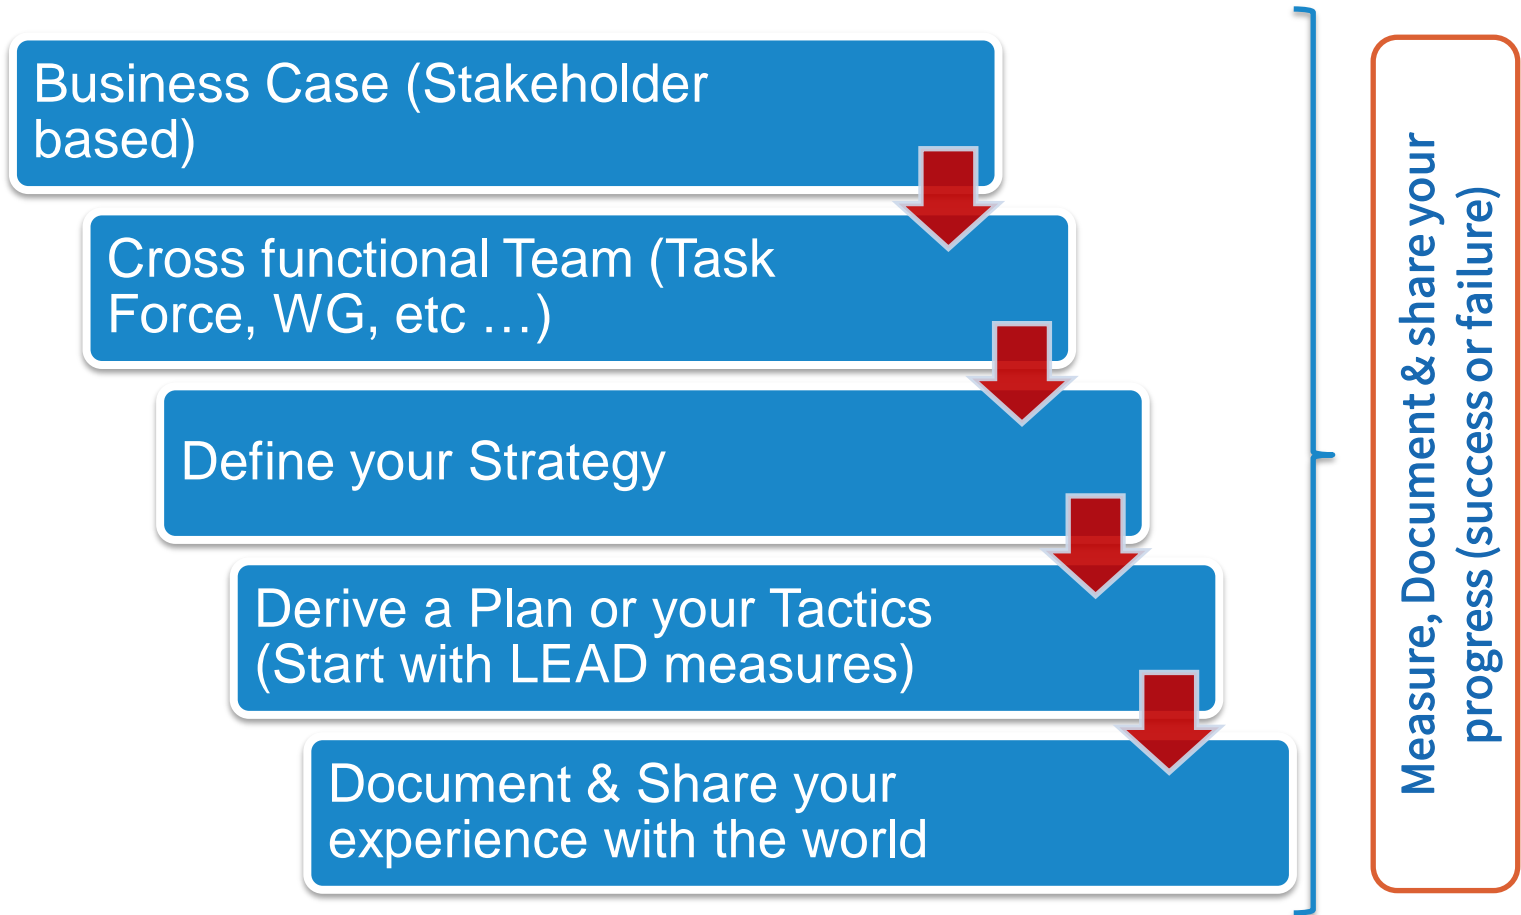 Business Case (Stakeholder
based)
Cross functional Team (Task
Force, WG, etc …)
Define your Strategy
Derive a Plan or your Tactics
(Start with LEAD measures)
Document & Share your
experience with the world
Measure, Document & share your
progress (success or failure)